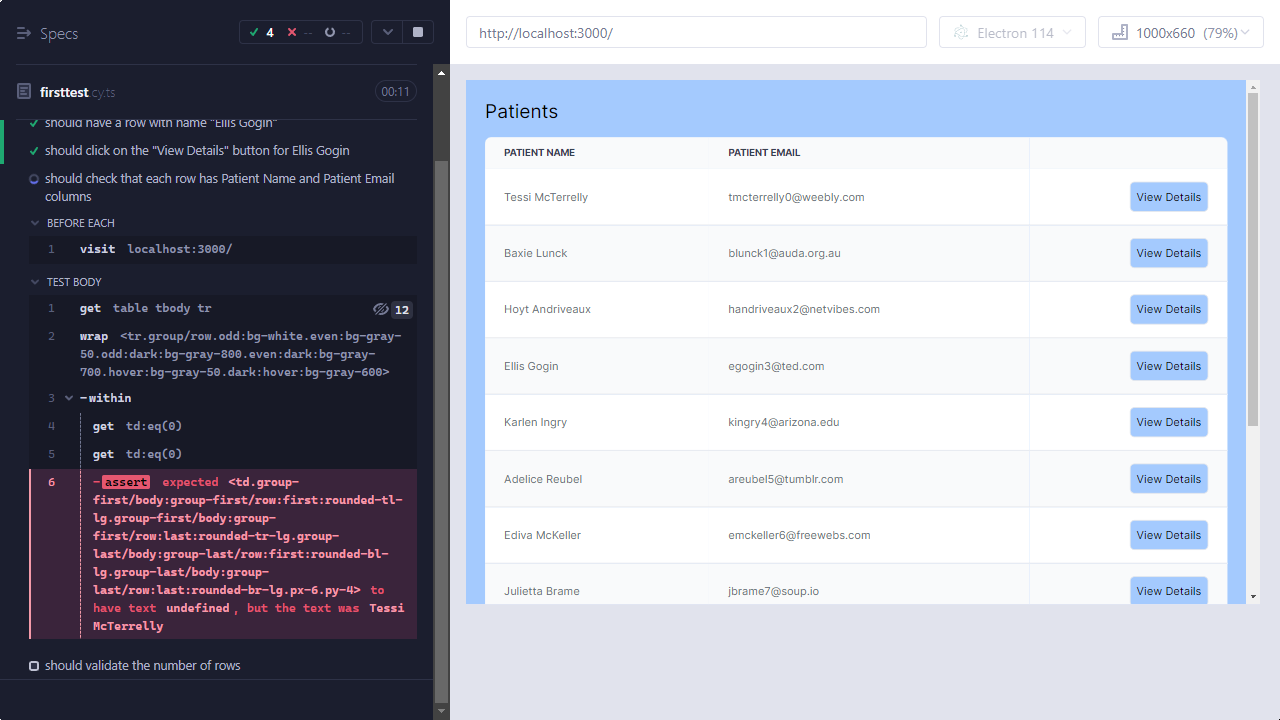 Specs
4
--
--
firsttest.cy.ts
00:11
should have a row with name "Ellis Gogin"
should click on the "View Details" button for Ellis Gogin
should check that each row has Patient Name and Patient Email
columns
BEFORE EACH
1 visit localhost:3000/
TEST BODY
1 get table tbody tr 12
2 wrap <tr.group/row.odd:bg-white.even:bg-gray-
50.odd:dark:bg-gray-800.even:dark:bg-gray-
700.hover:bg-gray-50.dark:hover:bg-gray-600>
3 -within
4 get td:eq(0)
5 get td:eq(0)
6 -assert expected <td.group-
first/body:group-first/row:first:rounded-tl-
lg.group-first/body:group-
first/row:last:rounded-tr-lg.group-
last/body:group-last/row:first:rounded-bl-
lg.group-last/body:group-
last/row:last:rounded-br-lg.px-6.py-4> to
have text undefined, but the text was Tessi
McTerrelly
should validate the number of rows
http://localhost:3000/
Electron 114
1000x660 (79%)
Patients
PATIENT NAME PATIENT EMAIL
Tessi McTerrelly tmcterrelly0@weebly.com View Details
Baxie Lunck blunck1@auda.org.au View Details
Hoyt Andriveaux handriveaux2@netvibes.com View Details
Ellis Gogin egogin3@ted.com View Details
Karlen Ingry kingry4@arizona.edu View Details
Adelice Reubel areubel5@tumblr.com View Details
Ediva McKeller emckeller6@freewebs.com View Details
Julietta Brame jbrame7@soup.io View Details